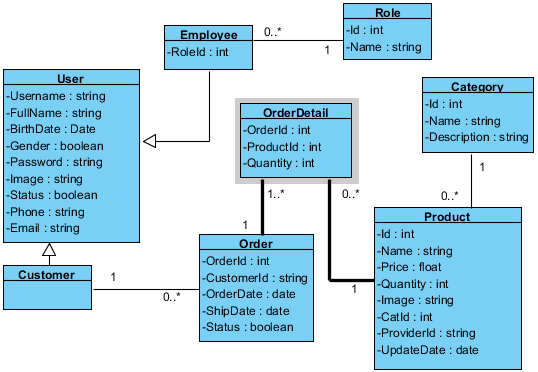 Role
-Id : int
-Name : string
Employee
-RoleId : int
0..*
1
User
-Username : string
-FullName : string
-BirthDate : Date
-Gender : boolean
-Password : string
-Image : string
-Status : boolean
-Phone : string
-Email : string
Category
-Id : int
-Name : string
-Description : string
OrderDetail
-OrderId : int
-ProductId : int
-Quantity : int
1
1..*
0..*
0..*
1
Product
-Id : int
-Name : string
-Price : float
-Quantity : int
-Image : string
-CatId : int
-ProviderId : string
-UpdateDate : date
Order
-OrderId : int
-CustomerId : string
-OrderDate : date
-ShipDate : date
-Status : boolean
Customer
1
0..*
1